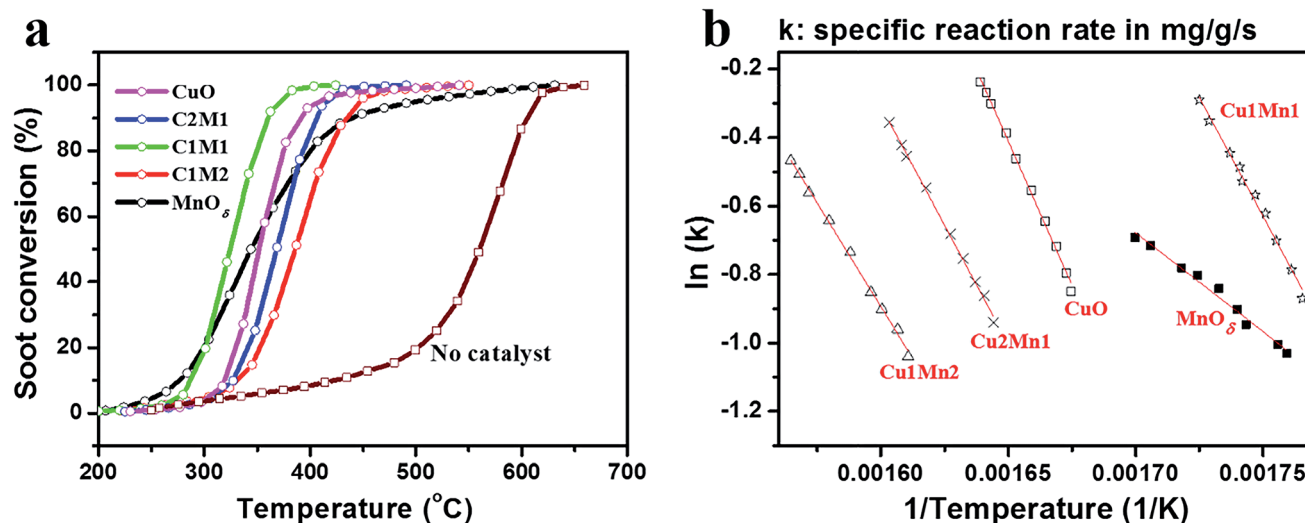 a
Soot conversion (%)
100
80
60
40
20
0
CuO
C2M1
C1M1
C1M2
MnOδ
No catalyst
200 300 400 500 600 700
Temperature (°C)
b k: specific reaction rate in mg/g/s
ln (k)
-0.2
-0.4
-0.6
-0.8
-1.0
-1.2
Cu1Mn1
CuO
MnOδ
Cu2Mn1
Cu1Mn2
0.00160 0.00165 0.00170 0.00175
1/Temperature (1/K)